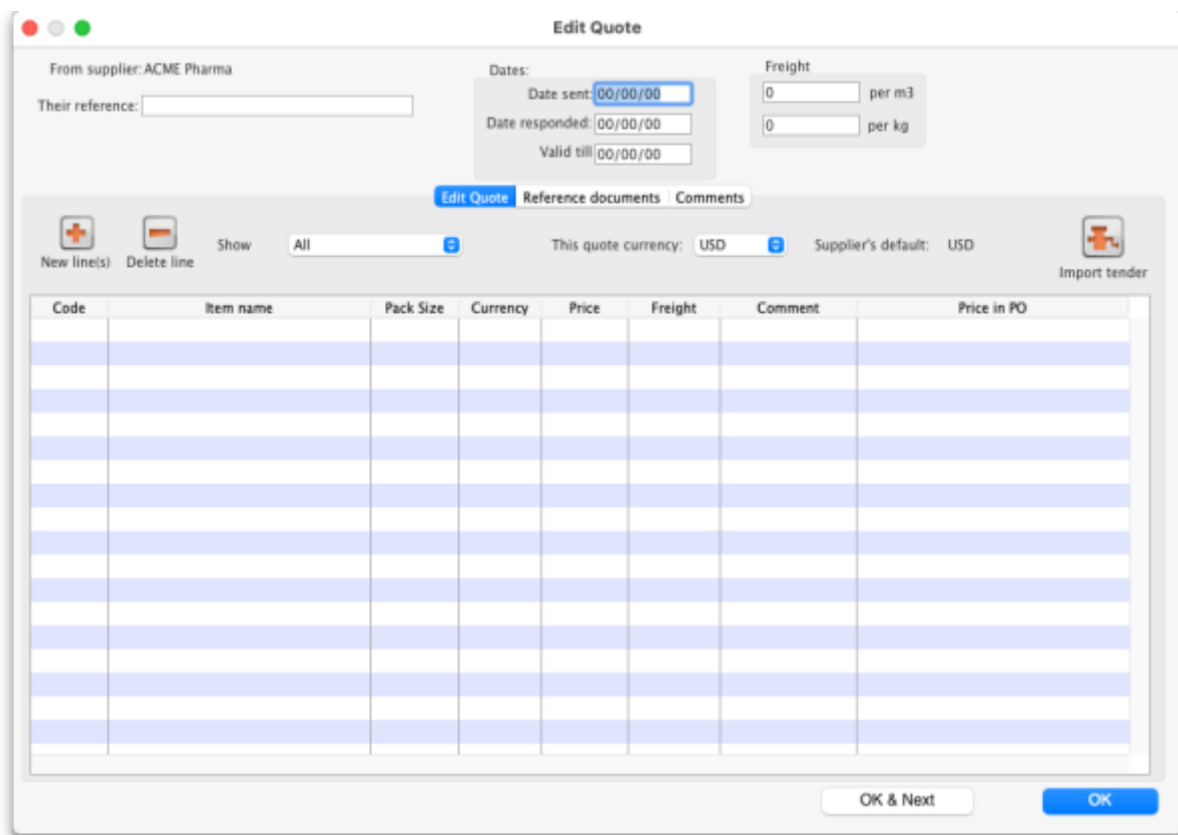 Edit Quote
From supplier: ACME Pharma
Their reference:
Dates:
Date sent: 00/00/00
Date responded: 00/00/00
Valid till 00/00/00
Freight
0 per m3
0 per kg
Edit Quote Reference documents Comments
New line(s) Delete line
Show All
This quote currency: USD
Supplier's default: USD
Import tender
Code Item name Pack Size Currency Price Freight Comment Price in PO
OK & Next OK